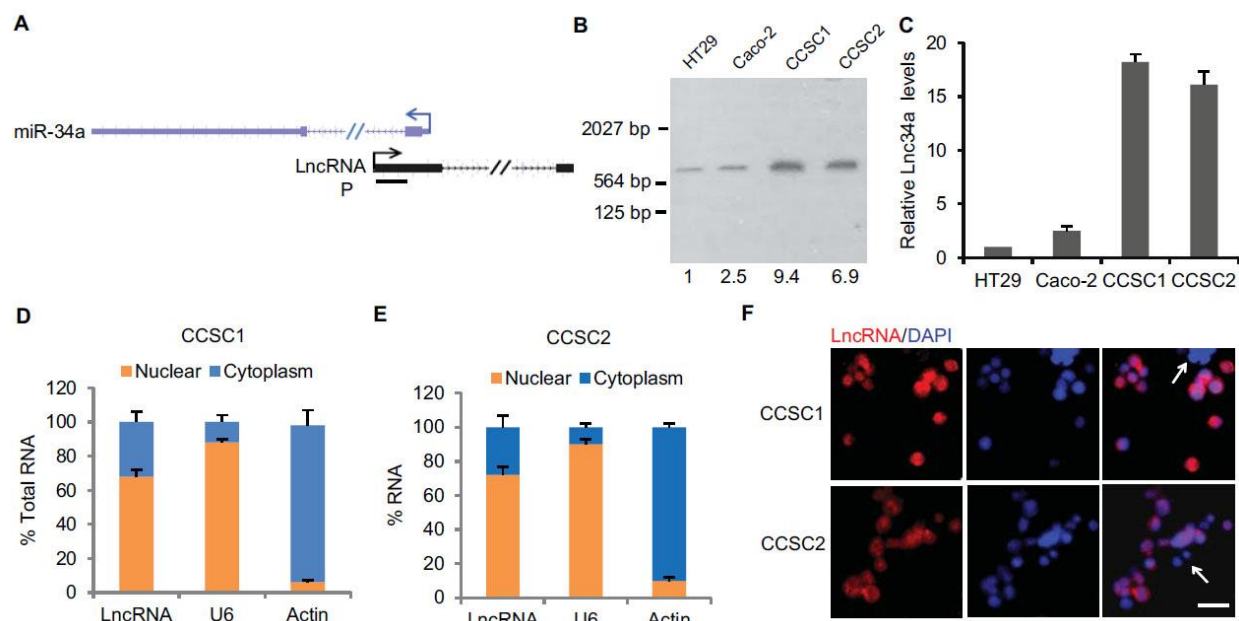 A
miR-34a
LncRNA
P
B
HT29
Caco-2
CCSC1
CCSC2
2027 bp
564 bp
125 bp
1 2.5 9.4 6.9
C
Relative Lnc34a levels
20
15
10
5
0
HT29 Caco-2 CCSC1 CCSC2
D
CCSC1
Nuclear Cytoplasm
% Total RNA
120
100
80
60
40
20
0
LncRNA U6 Actin
E
CCSC2
Nuclear Cytoplasm
% RNA
120
100
80
60
40
20
0
LncRNA U6 Actin
F
LncRNA/DAPI
CCSC1
CCSC2